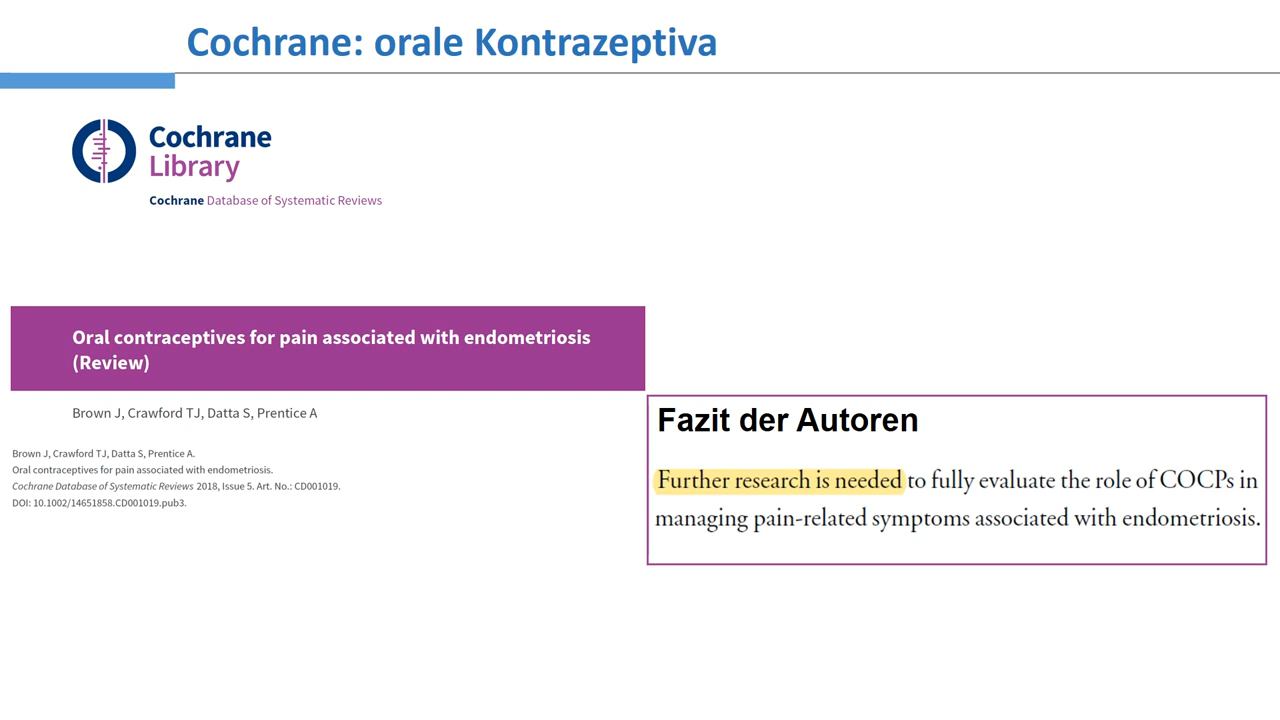 Cochrane: orale Kontrazeptiva
Cochrane
Library
Cochrane Database of Systematic Reviews
Oral contraceptives for pain associated with endometriosis
(Review)
Brown J, Crawford TJ, Datta S, Prentice A
Brown J, Crawford TJ, Datta S, Prentice A.
Oral contraceptives for pain associated with endometriosis.
Cochrane Database of Systematic Reviews 2018, Issue 5. Art. No.: CD001019.
DOI: 10.1002/14651858.CD001019.pub3.
Fazit der Autoren
Further research is needed to fully evaluate the role of COCPs in
managing pain-related symptoms associated with endometriosis.